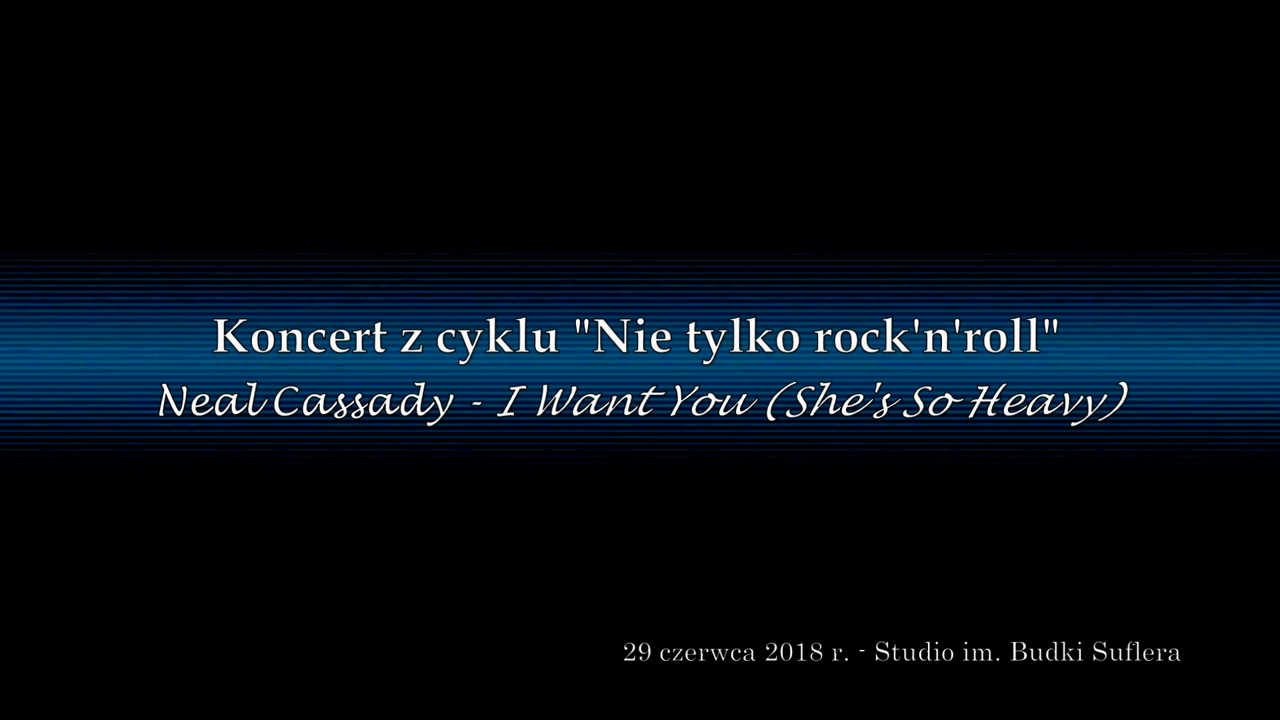 Koncert z cyklu "Nie tylko rock'n'roll"
Neal Cassady - I Want You (She's So Heavy)
29 czerwca 2018 r. - Studio im. Budki Suflera